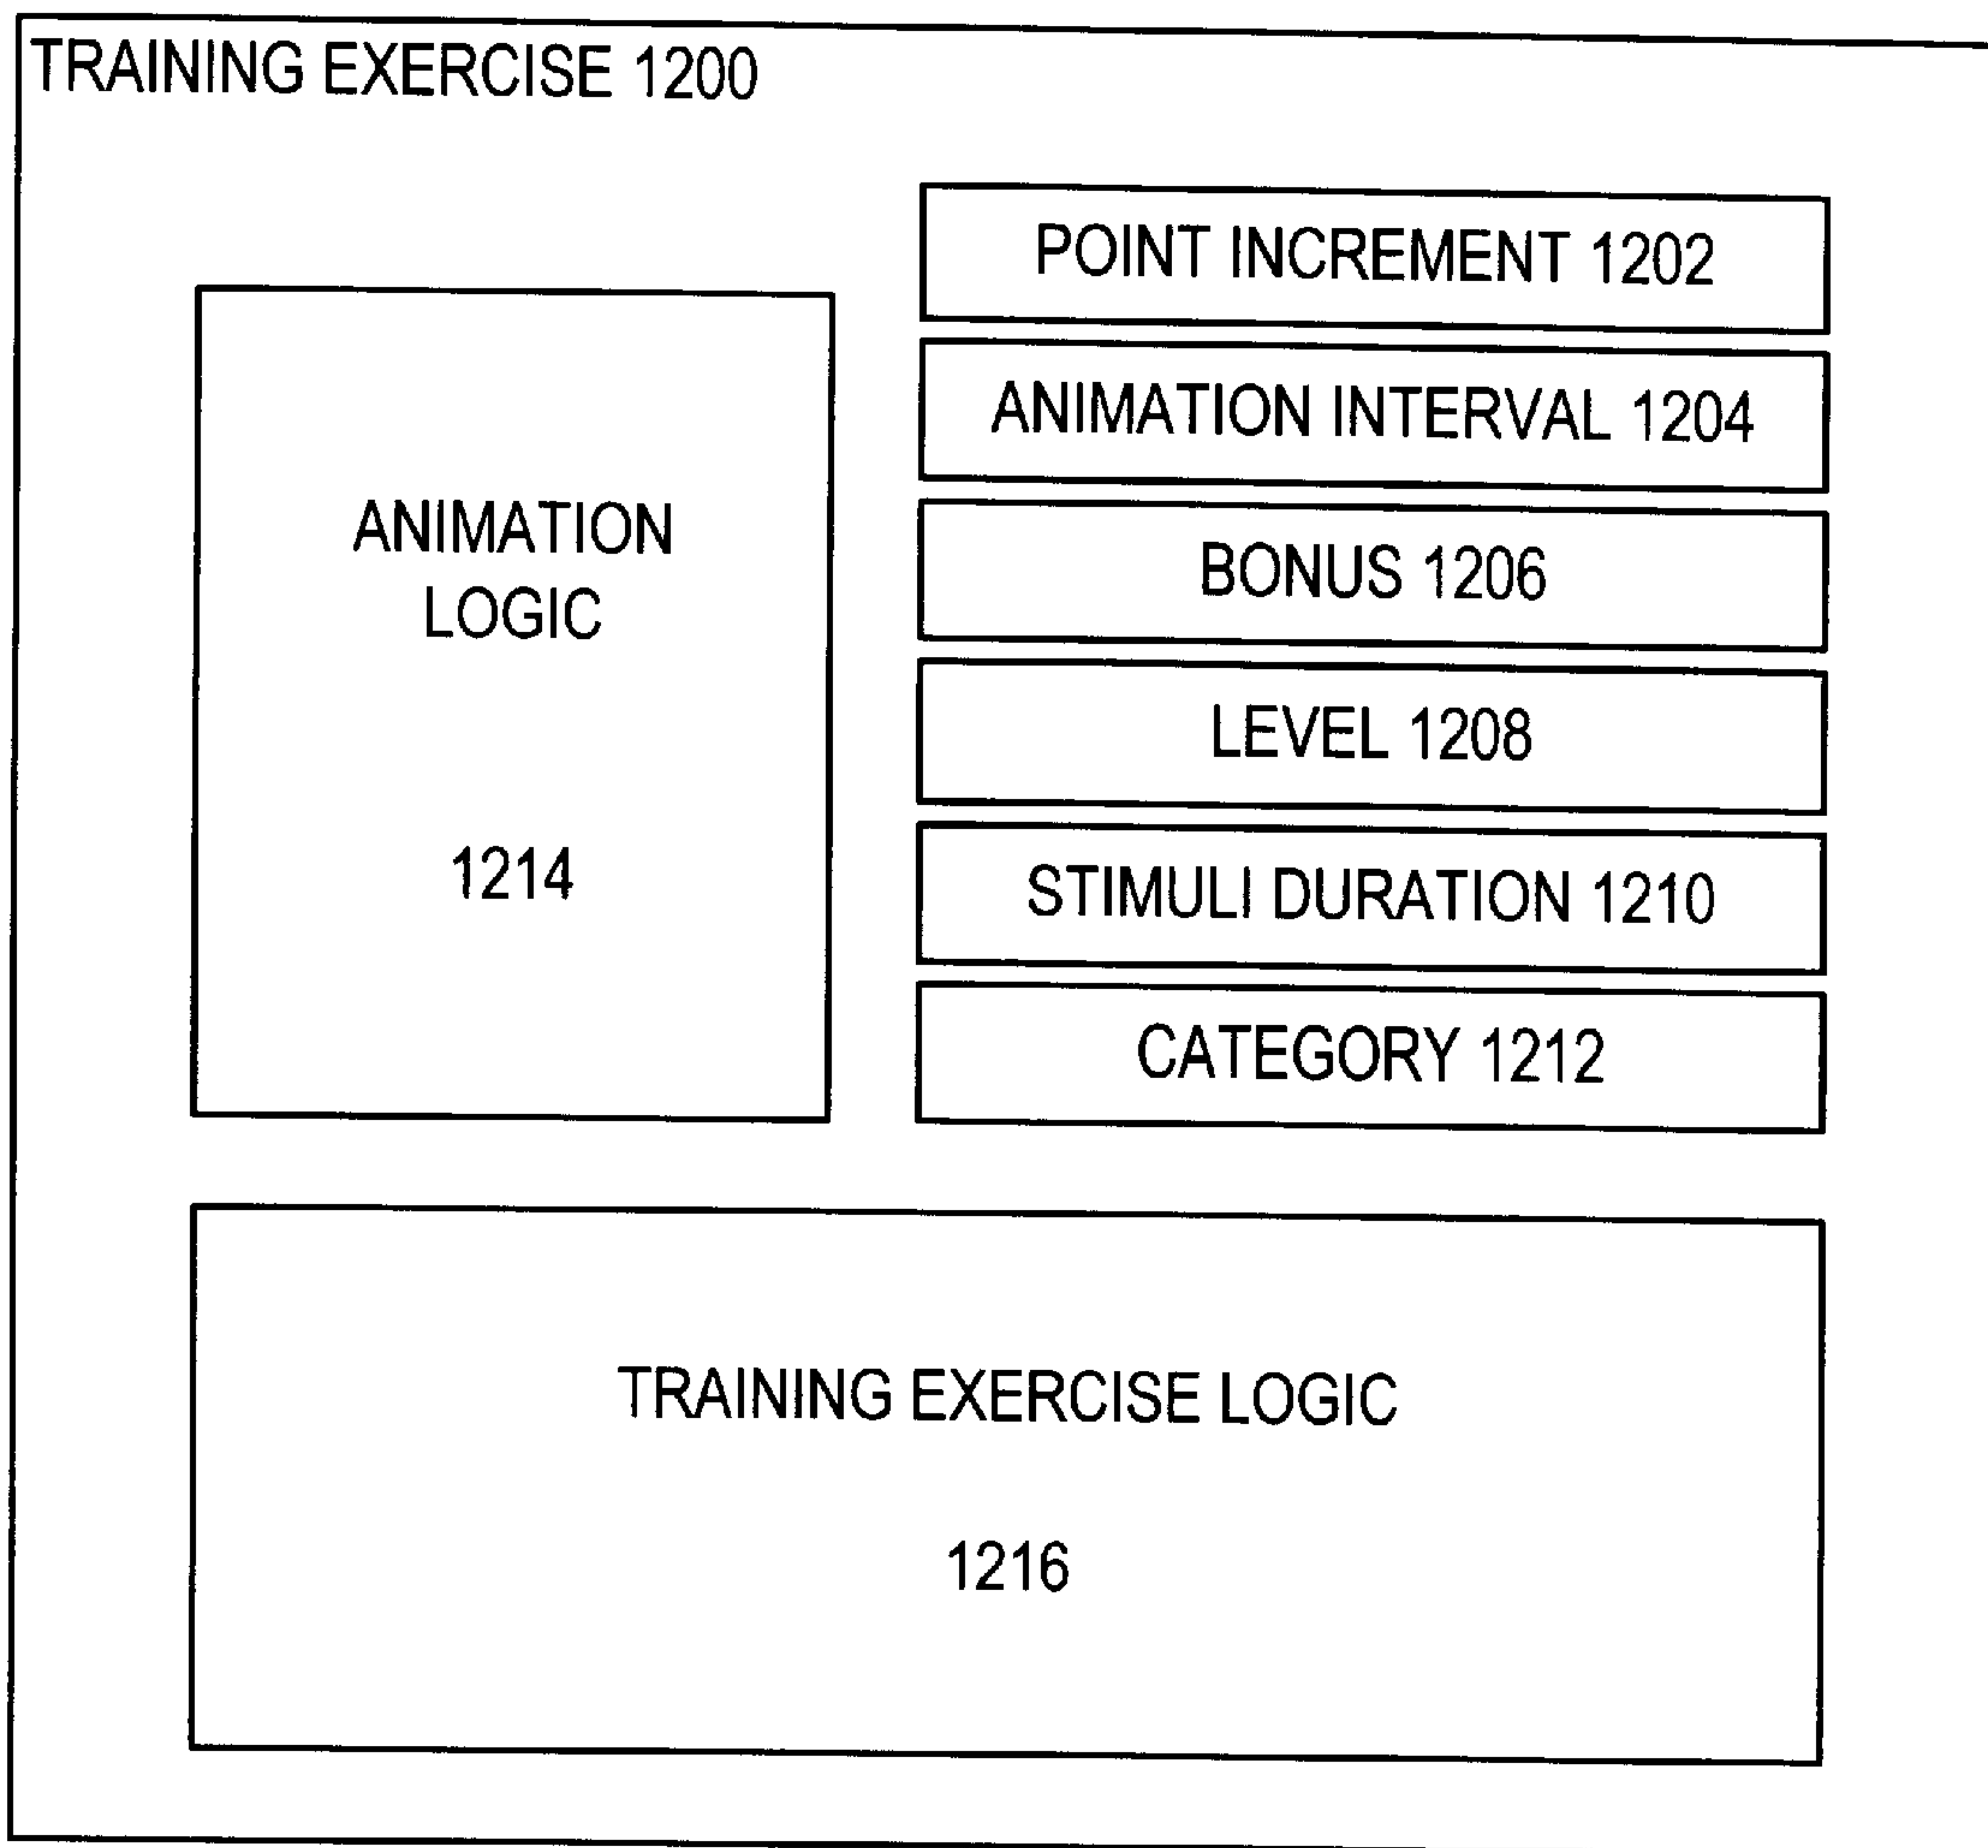 TRAINING EXERCISE 1200
POINT INCREMENT 1202
ANIMATION INTERVAL 1204
BONUS 1206
LEVEL 1208
STIMULI DURATION 1210
CATEGORY 1212
ANIMATION
LOGIC
1214
TRAINING EXERCISE LOGIC
1216